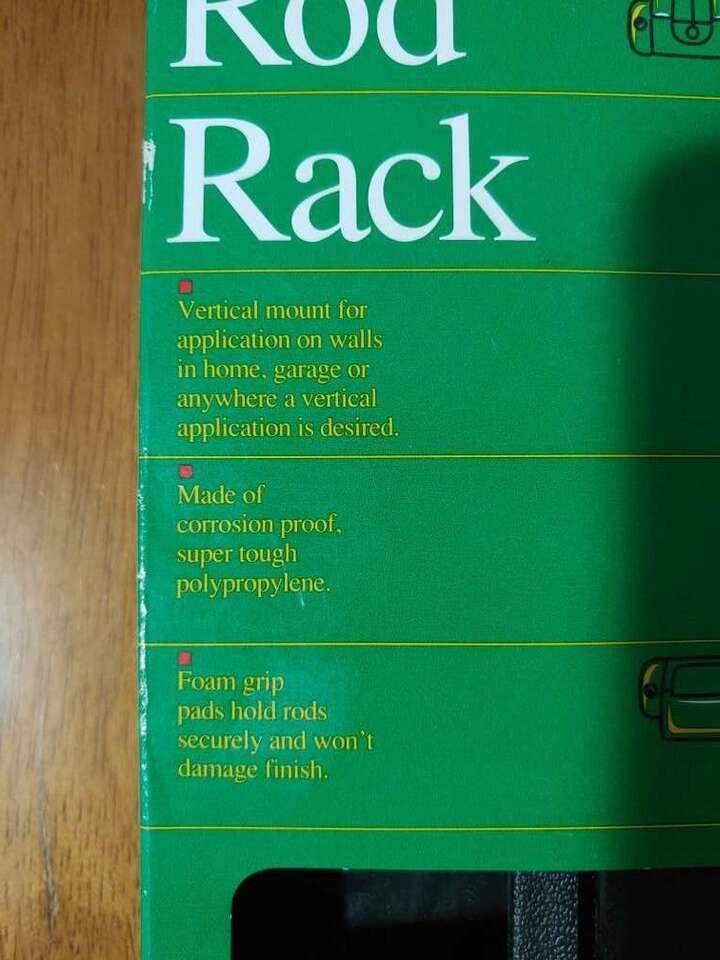 Rod
Rack
Vertical mount for
application on walls
in home, garage or
anywhere a vertical
application is desired.
Made of
corrosion proof,
super tough
polypropylene.
Foam grip
pads hold rods
securely and won't
damage finish.